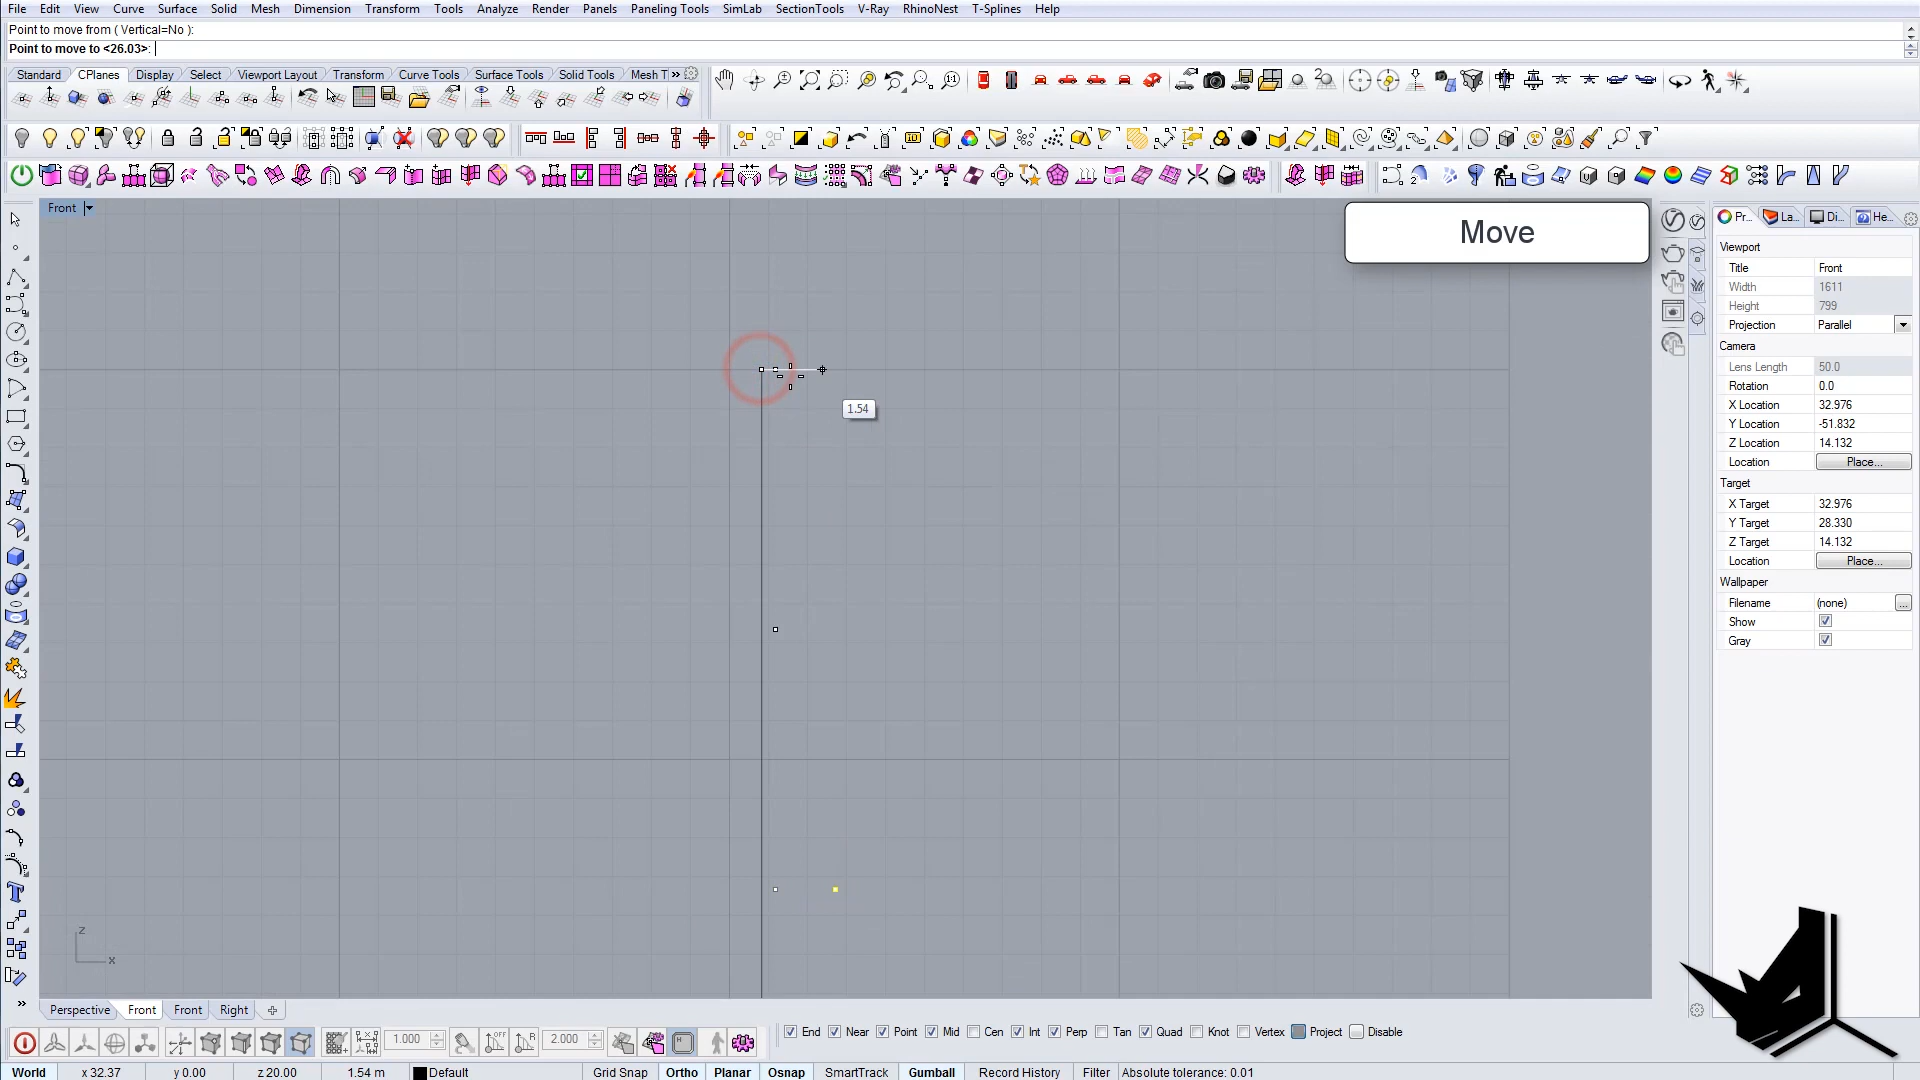 File Edit View Curve Surface Solid Mesh Dimension Transform Tools Analyze Render Panels Paneling Tools SimLab SectionTools V-Ray RhinoNest T-Splines Help
Point to move from ( Vertical=No ):
Point to move to <26.03>:
Standard CPlanes Display Select Viewport Layout Transform Curve Tools Surface Tools Solid Tools Mesh T »
Front
Move
Pr... La... Di... He...
Viewport
Title Front
Width 1611
Height 799
Projection Parallel
Camera
Lens Length 50.0
Rotation 0.0
X Location 32.976
Y Location -51.832
Z Location 14.132
Location Place...
Target
X Target 32.976
Y Target 28.330
Z Target 14.132
Location Place...
Wallpaper
Filename (none) ...
Show
Gray
1.54
z
x
Perspective Front Front Right
1.000 2.000 End Near Point Mid Cen Int Perp Tan Quad Knot Vertex Project Disable
World x 32.37 y 0.00 z 20.00 1.54 m Default Grid Snap Ortho Planar Osnap SmartTrack Gumball Record History Filter Absolute tolerance: 0.01